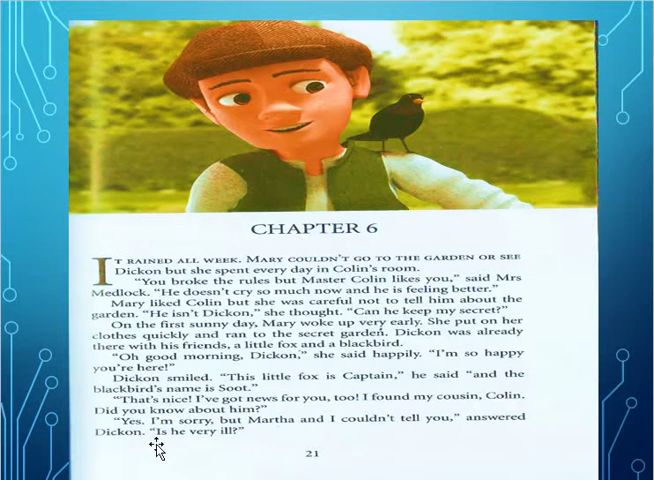 CHAPTER 6
IT RAINED ALL WEEK. MARY COULDN'T GO TO THE GARDEN OR SEE
Dickon but she spent every day in Colin's room.
"You broke the rules but Master Colin likes you," said Mrs
Medlock. "He doesn't cry so much now and he is feeling better."
Mary liked Colin but she was careful not to tell him about the
garden. "He isn't Dickon," she thought. "Can he keep my secret?"
On the first sunny day, Mary woke up very early. She put on her
clothes quickly and ran to the secret garden. Dickon was already
there with his friends, a little fox and a blackbird.
"Oh good morning, Dickon," she said happily. "I'm so happy
you're here!"
Dickon smiled. "This little fox is Captain," he said "and the
blackbird's name is Soot."
"That's nice! I've got news for you, too! I found my cousin, Colin.
Did you know about him?"
"Yes. I'm sorry, but Martha and I couldn't tell you," answered
Dickon. "Is he very ill?"
21